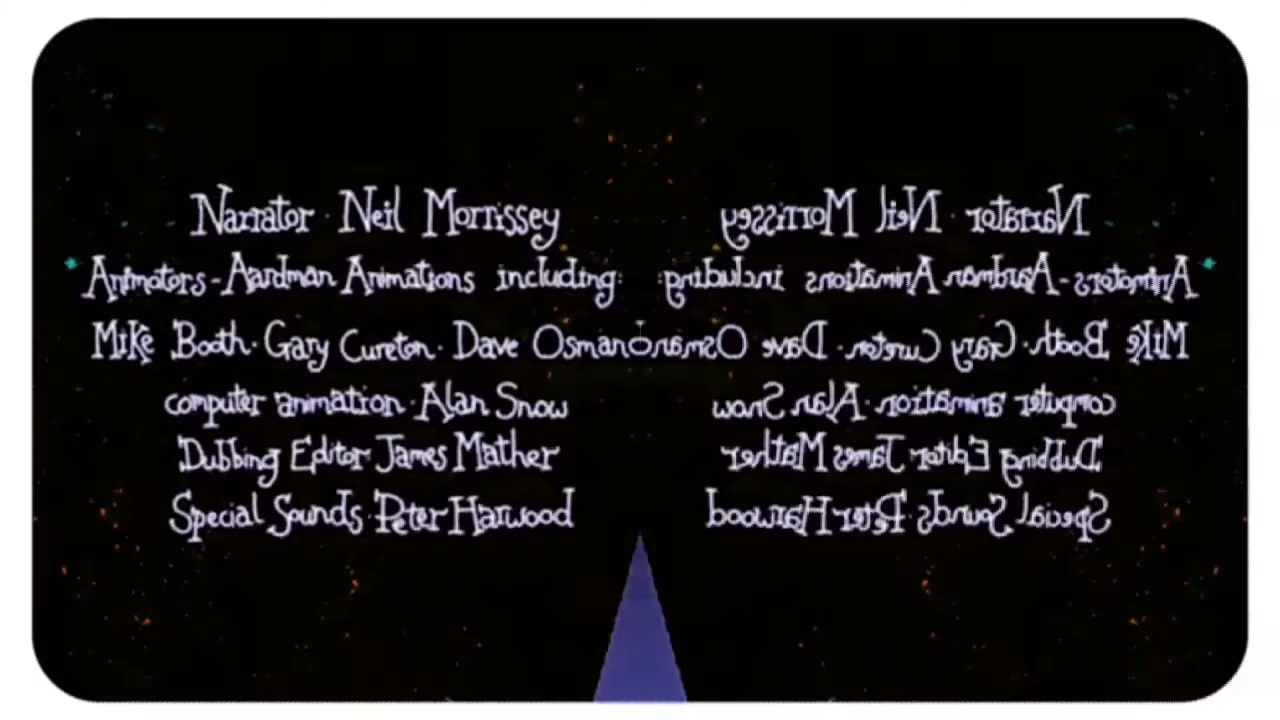 Narrator · Neil Morrissey
Animators - Aardman Animations including:
Mike Booth · Gary Cureton · Dave Osman
computer animation · Alan Snow
Dubbing Editor James Mather
Special Sounds · Peter Harwood